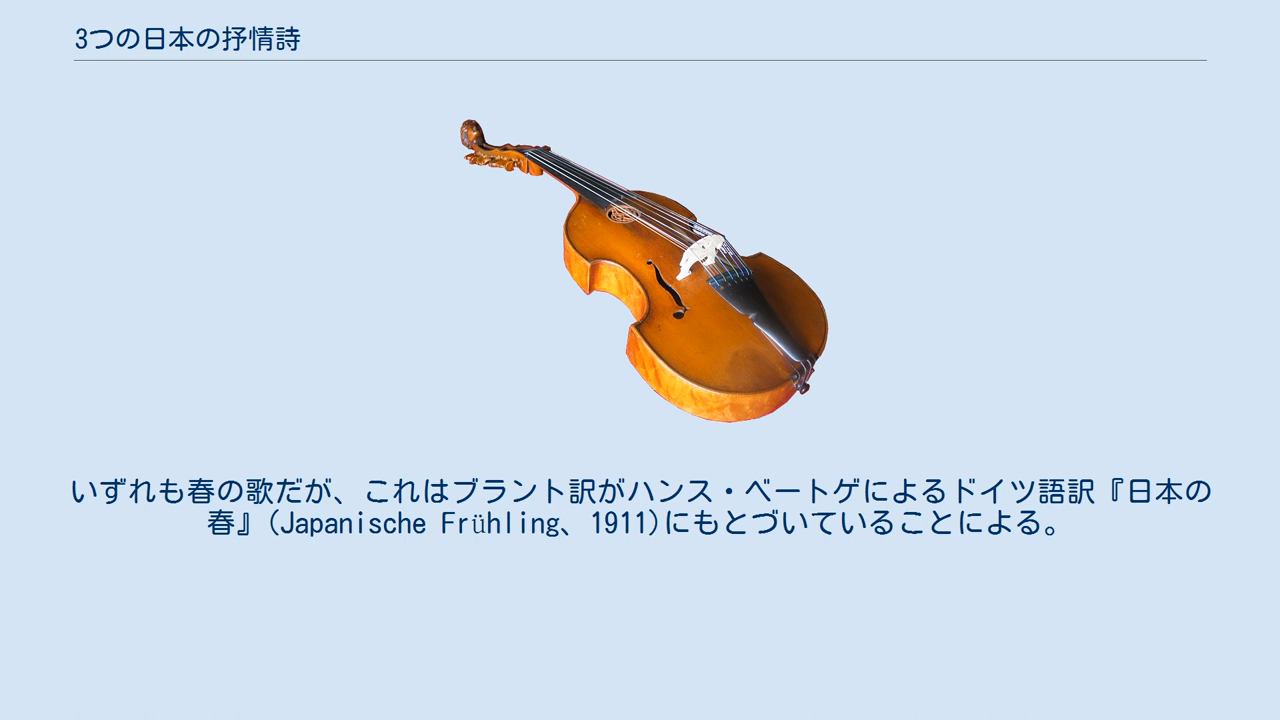 3つの日本の抒情詩
いずれも春の歌だが、これはブラント訳がハンス・ベートゲによるドイツ語訳『日本の
春』(Japanische Frühling、1911)にもとづいていることによる。